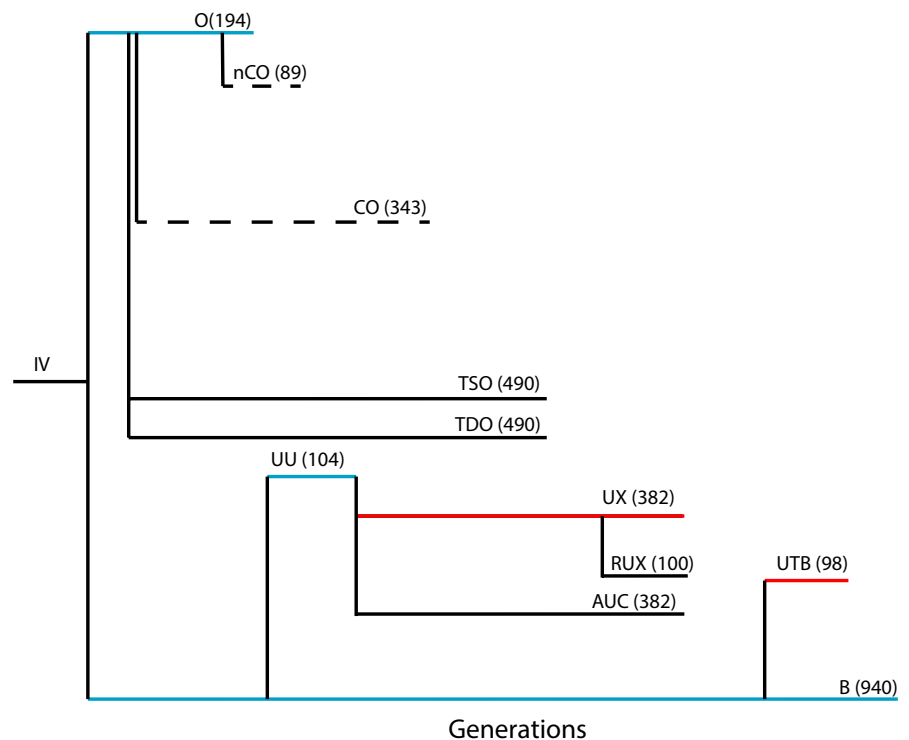 O(194)
nCO (89)
CO (343)
IV
TSO (490)
TDO (490)
UU (104)
UX (382)
RUX (100)
UTB (98)
AUC (382)
B (940)
Generations